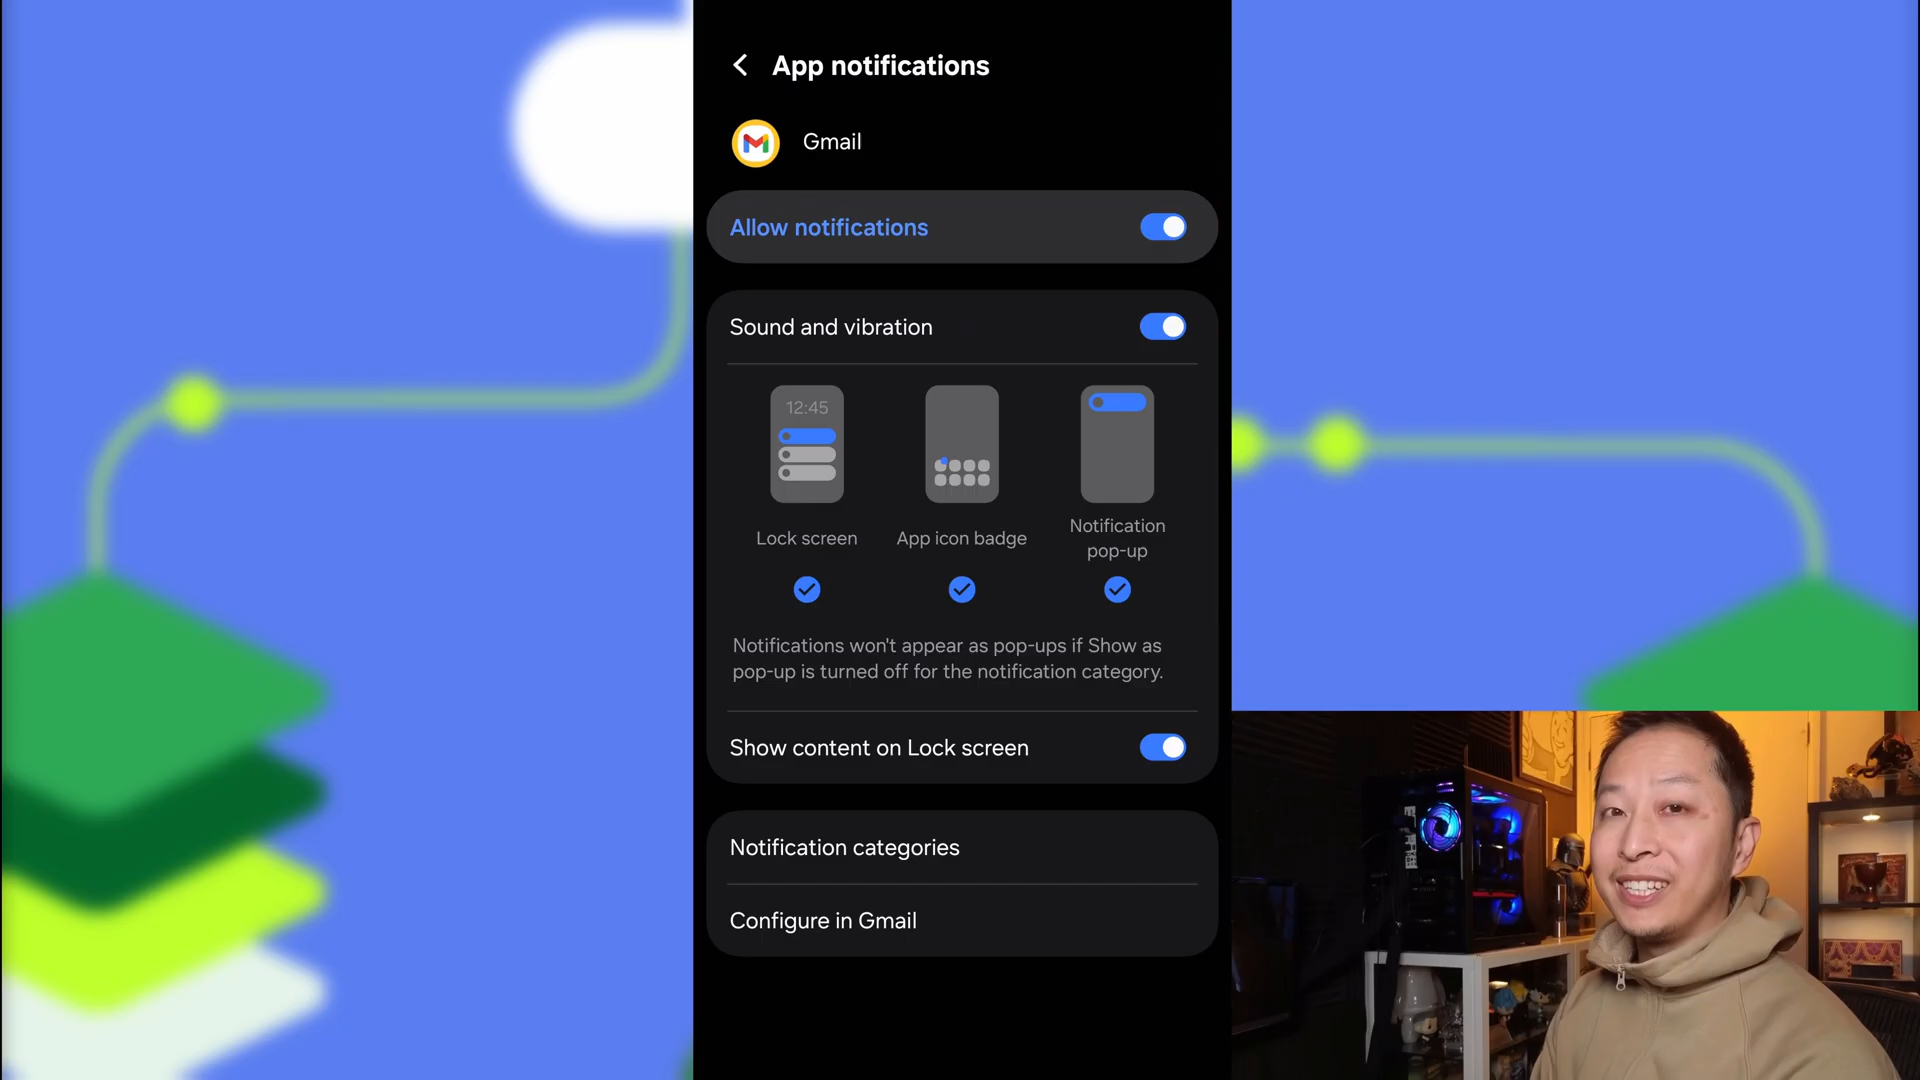 App notifications
Gmail
Allow notifications
Sound and vibration
12:45
Lock screen
App icon badge
Notification
pop-up
Notifications won't appear as pop-ups if Show as
pop-up is turned off for the notification category.
Show content on Lock screen
Notification categories
Configure in Gmail